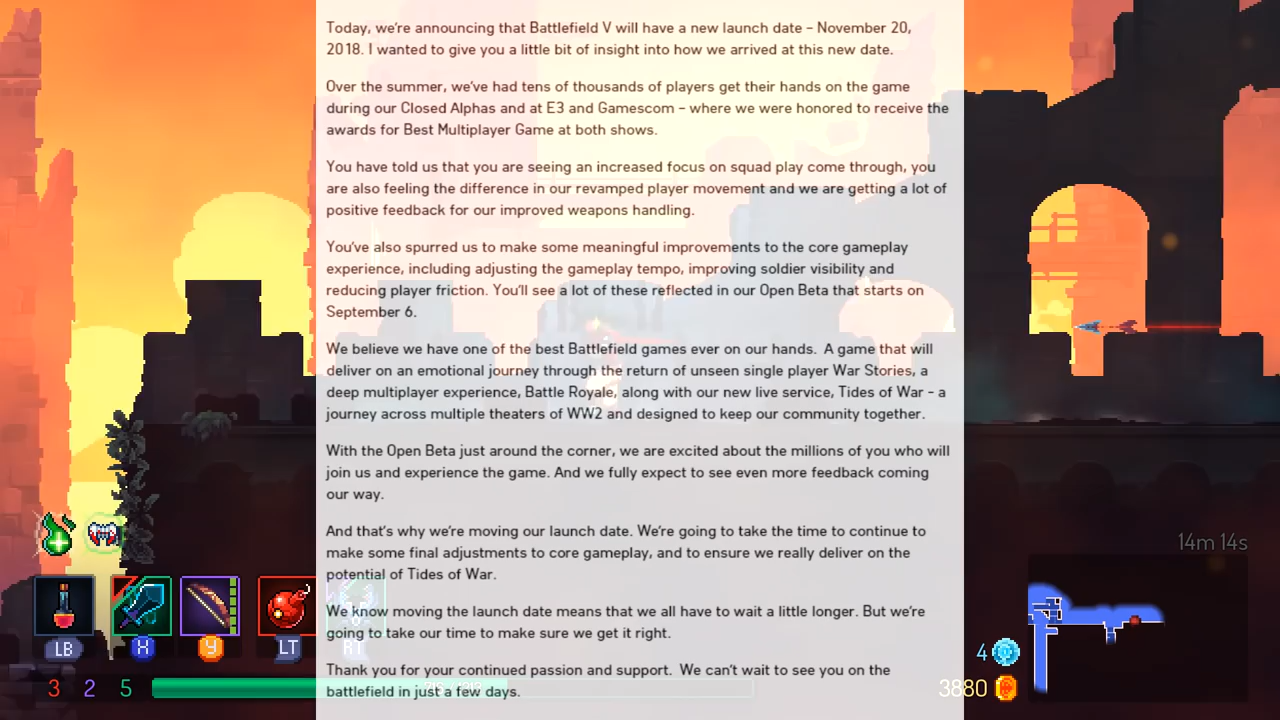 Today, we're announcing that Battlefield V will have a new launch date – November 20,
2018. I wanted to give you a little bit of insight into how we arrived at this new date.
Over the summer, we've had tens of thousands of players get their hands on the game
during our Closed Alphas and at E3 and Gamescom – where we were honored to receive the
awards for Best Multiplayer Game at both shows.
You have told us that you are seeing an increased focus on squad play come through, you
are also feeling the difference in our revamped player movement and we are getting a lot of
positive feedback for our improved weapons handling.
You've also spurred us to make some meaningful improvements to the core gameplay
experience, including adjusting the gameplay tempo, improving soldier visibility and
reducing player friction. You'll see a lot of these reflected in our Open Beta that starts on
September 6.
We believe we have one of the best Battlefield games ever on our hands. A game that will
deliver on an emotional journey through the return of unseen single player War Stories, a
deep multiplayer experience, Battle Royale, along with our new live service, Tides of War – a
journey across multiple theaters of WW2 and designed to keep our community together.
With the Open Beta just around the corner, we are excited about the millions of you who will
join us and experience the game. And we fully expect to see even more feedback coming
our way.
And that's why we're moving our launch date. We're going to take the time to continue to
make some final adjustments to core gameplay, and to ensure we really deliver on the
potential of Tides of War.
We know moving the launch date means that we all have to wait a little longer. But we're
going to take our time to make sure we get it right.
Thank you for your continued passion and support. We can't wait to see you on the
battlefield in just a few days.
14m 14s
LB X Y LT RT
4
3 2 5
3880